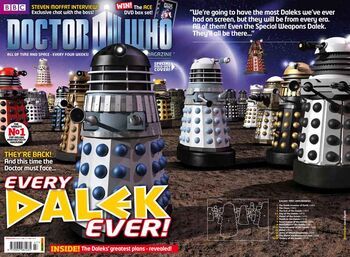 BBC
STEVEN MOFFAT INTERVIEW!
Exclusive chat with the boss!
WIN! THE ACE
DVD BOX SET!
DOCTOR WHO
ALL OF TIME AND SPACE · EVERY FOUR WEEKS!
MAGAZINE
No1
THEY'RE BACK!
And this time the
Doctor must face...
EVERY
DALEK
EVER!
INSIDE! The Daleks' greatest plans - revealed!
"We're going to have the most Daleks we've ever
had on screen, but they will be from every era.
All of them! Even the Special Weapons Dalek.
They'll all be there..."